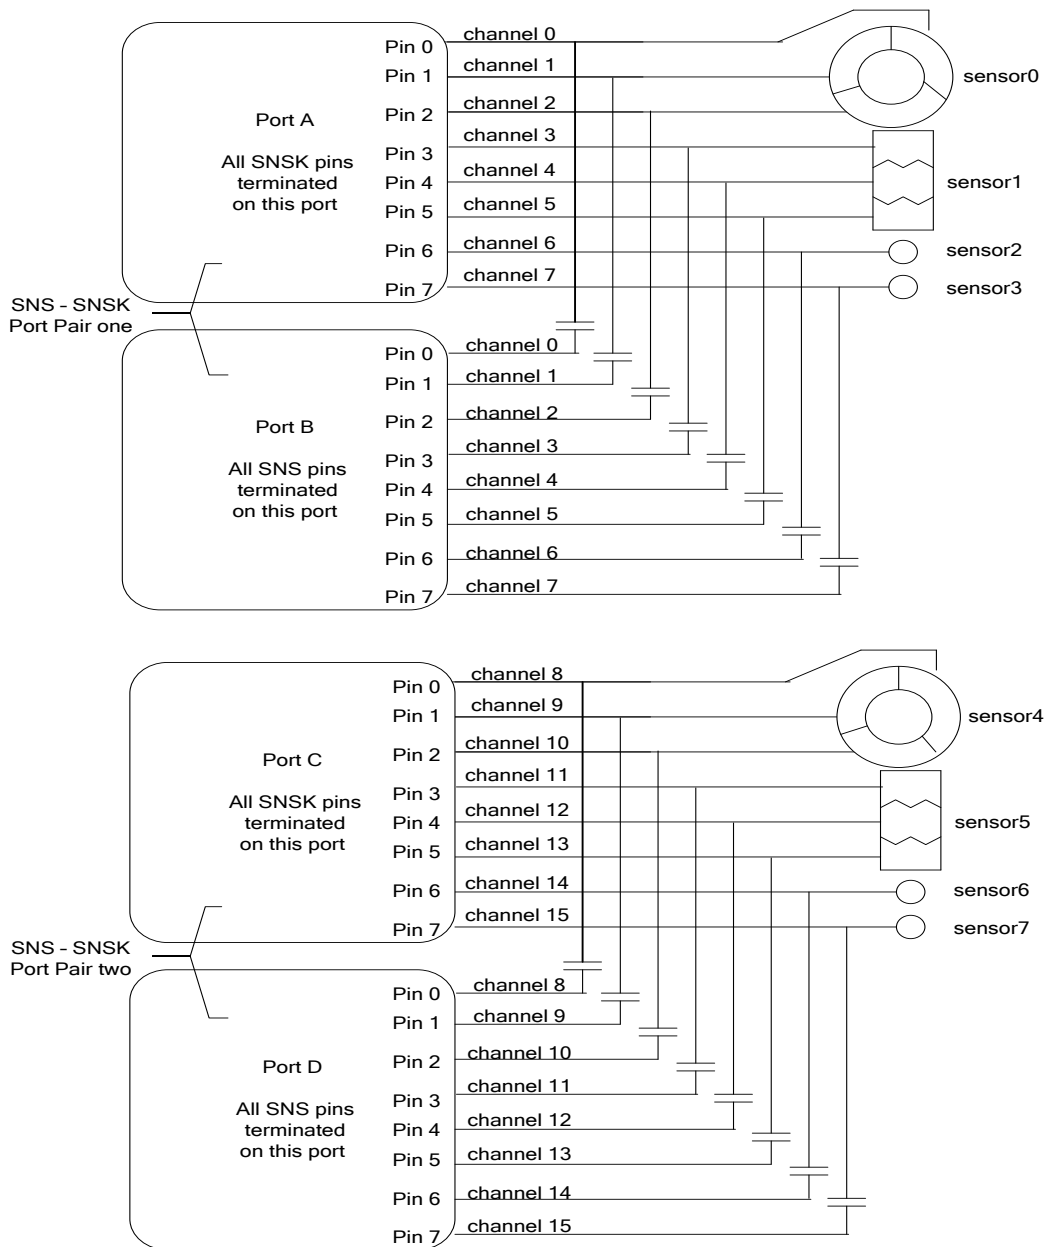 channel 0
Pin 0
channel 1
Pin 1
sensor0
channel 2
Pin 2
Port A
channel 3
Pin 3
All SNSK pins
terminated
on this port
channel 4
Pin 4
sensor1
channel 5
Pin 5
channel 6
Pin 6
sensor2
channel 7
Pin 7
sensor3
SNS - SNSK
Port Pair one
channel 0
Pin 0
channel 1
Pin 1
channel 2
Pin 2
Port B
channel 3
Pin 3
All SNS pins
terminated
on this port
channel 4
Pin 4
channel 5
Pin 5
channel 6
Pin 6
channel 7
Pin 7
channel 8
Pin 0
channel 9
Pin 1
sensor4
channel 10
Pin 2
Port C
channel 11
Pin 3
All SNSK pins
terminated
on this port
channel 12
Pin 4
sensor5
channel 13
Pin 5
channel 14
Pin 6
sensor6
channel 15
Pin 7
sensor7
SNS - SNSK
Port Pair two
channel 8
Pin 0
channel 9
Pin 1
channel 10
Pin 2
Port D
channel 11
Pin 3
All SNS pins
terminated
on this port
channel 12
Pin 4
channel 13
Pin 5
channel 14
Pin 6
channel 15
Pin 7